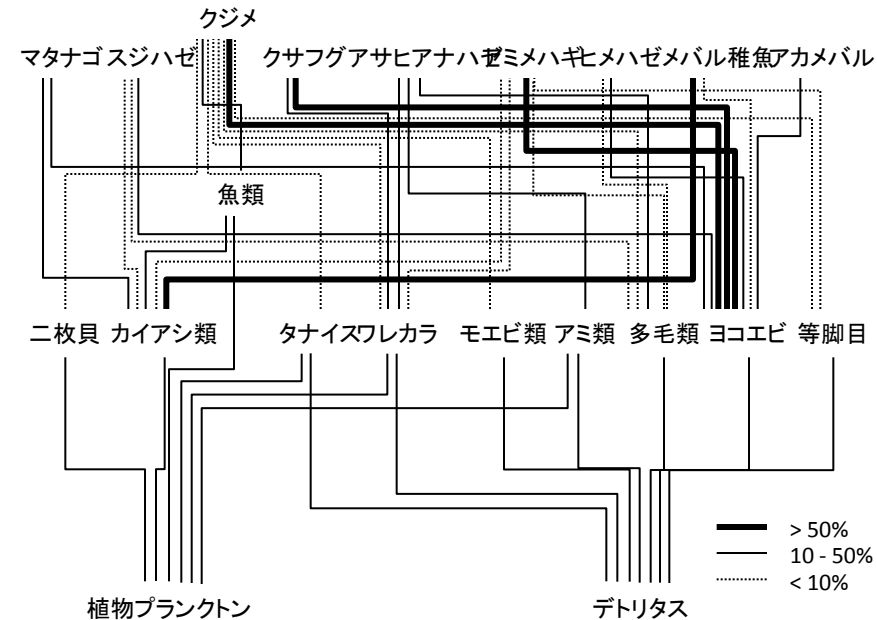 クジメ
マタナゴ スジハゼ クサフグ アサヒアナハゼ アミメハギ ヒメハゼ メバル稚魚 アカメバル
魚類
二枚貝 カイアシ類 タナイス ワレカラ モエビ類 アミ類 多毛類 ヨコエビ 等脚目
> 50%
10 - 50%
< 10%
植物プランクトン デトリタス